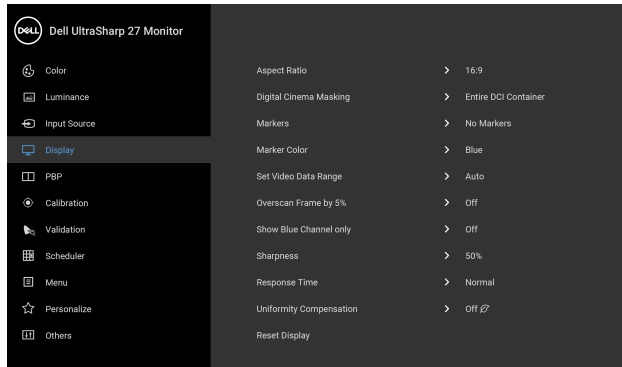 DELL Dell UltraSharp 27 Monitor
Color
Luminance
Input Source
Display
PBP
Calibration
Validation
Scheduler
Menu
Personalize
Others
Aspect Ratio > 16:9
Digital Cinema Masking > Entire DCI Container
Markers > No Markers
Marker Color > Blue
Set Video Data Range > Auto
Overscan Frame by 5% > Off
Show Blue Channel only > Off
Sharpness > 50%
Response Time > Normal
Uniformity Compensation > Off
Reset Display